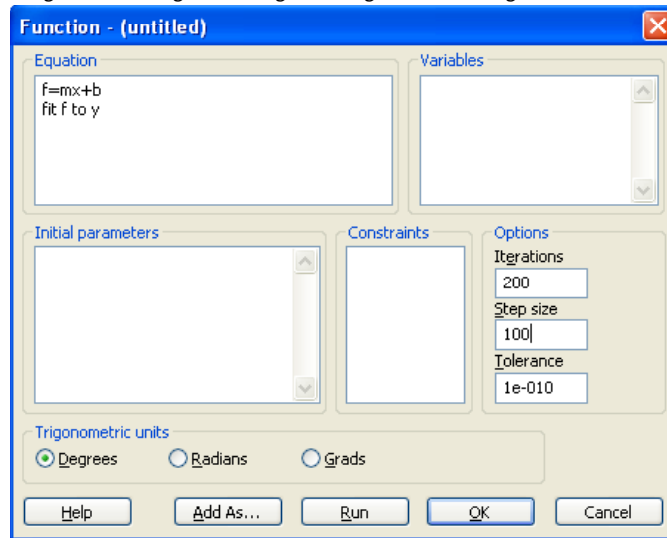 Function - (untitled)
Equation
f=mx+b
fit f to y
Variables
Initial parameters
Constraints
Options
Iterations
200
Step size
100
Tolerance
1e-010
Trigonometric units
Degrees
Radians
Grads
Help
Add As...
Run
OK
Cancel